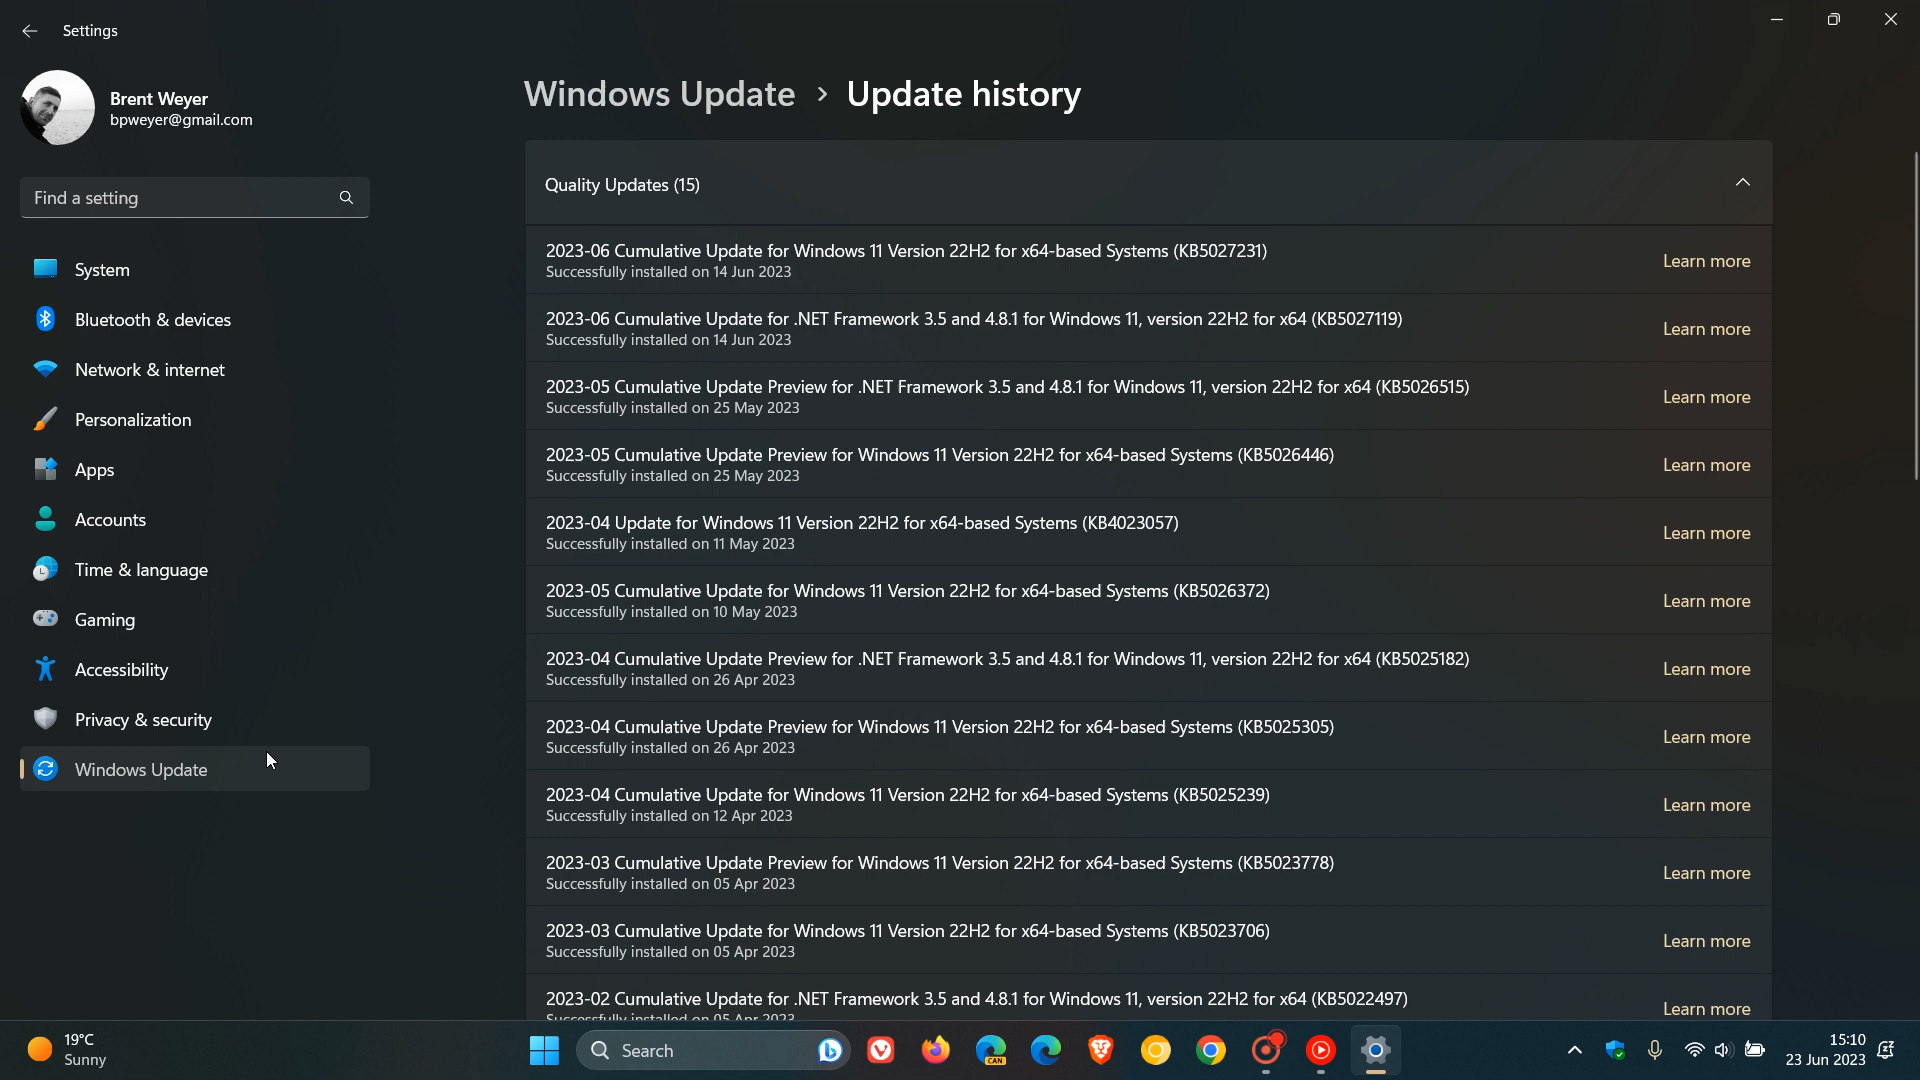 Settings
Brent Weyer
bpweyer@gmail.com
Find a setting
System
Bluetooth & devices
Network & internet
Personalization
Apps
Accounts
Time & language
Gaming
Accessibility
Privacy & security
Windows Update
Windows Update > Update history
Quality Updates (15)
2023-06 Cumulative Update for Windows 11 Version 22H2 for x64-based Systems (KB5027231)
Successfully installed on 14 Jun 2023
Learn more
2023-06 Cumulative Update for .NET Framework 3.5 and 4.8.1 for Windows 11, version 22H2 for x64 (KB5027119)
Successfully installed on 14 Jun 2023
Learn more
2023-05 Cumulative Update Preview for .NET Framework 3.5 and 4.8.1 for Windows 11, version 22H2 for x64 (KB5026515)
Successfully installed on 25 May 2023
Learn more
2023-05 Cumulative Update Preview for Windows 11 Version 22H2 for x64-based Systems (KB5026446)
Successfully installed on 25 May 2023
Learn more
2023-04 Update for Windows 11 Version 22H2 for x64-based Systems (KB4023057)
Successfully installed on 11 May 2023
Learn more
2023-05 Cumulative Update for Windows 11 Version 22H2 for x64-based Systems (KB5026372)
Successfully installed on 10 May 2023
Learn more
2023-04 Cumulative Update Preview for .NET Framework 3.5 and 4.8.1 for Windows 11, version 22H2 for x64 (KB5025182)
Successfully installed on 26 Apr 2023
Learn more
2023-04 Cumulative Update Preview for Windows 11 Version 22H2 for x64-based Systems (KB5025305)
Successfully installed on 26 Apr 2023
Learn more
2023-04 Cumulative Update for Windows 11 Version 22H2 for x64-based Systems (KB5025239)
Successfully installed on 12 Apr 2023
Learn more
2023-03 Cumulative Update Preview for Windows 11 Version 22H2 for x64-based Systems (KB5023778)
Successfully installed on 05 Apr 2023
Learn more
2023-03 Cumulative Update for Windows 11 Version 22H2 for x64-based Systems (KB5023706)
Successfully installed on 05 Apr 2023
Learn more
2023-02 Cumulative Update for .NET Framework 3.5 and 4.8.1 for Windows 11, version 22H2 for x64 (KB5022497)
Successfully installed on 05 Apr 2023
Learn more
19°C
Sunny
Search
CAN
15:10
23 Jun 2023